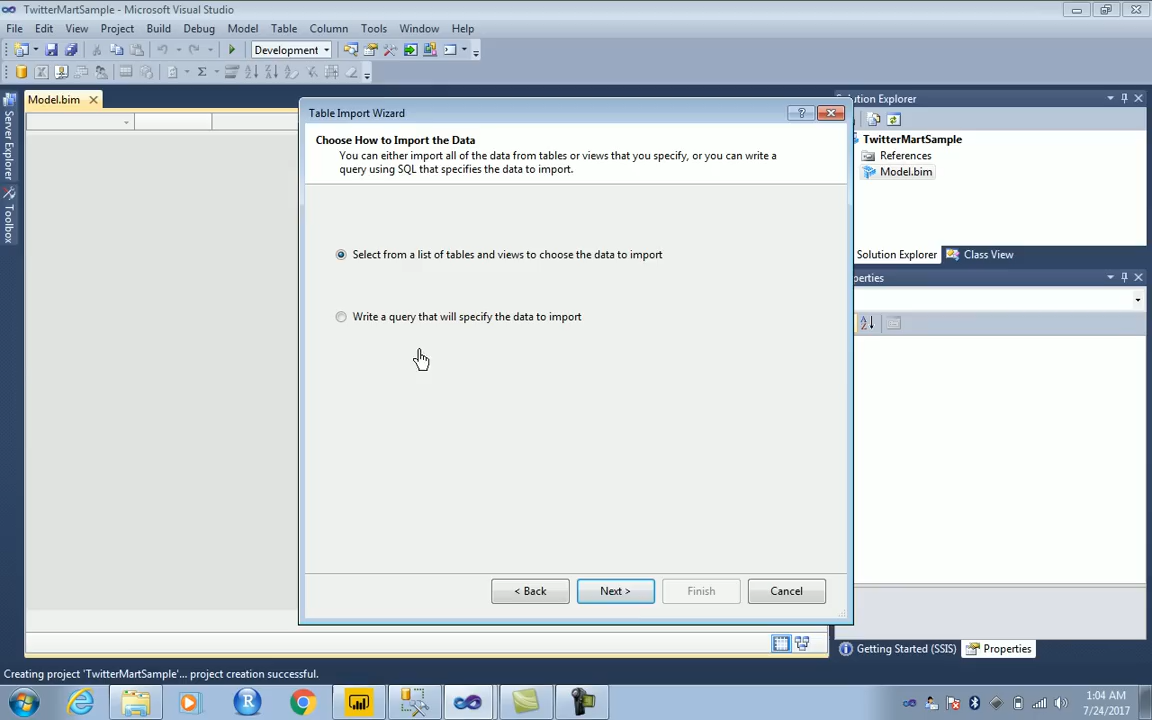 TwitterMartSample - Microsoft Visual Studio
File Edit View Project Build Debug Model Table Column Tools Window Help
Development
Model.bim
Server Explorer
Toolbox
Table Import Wizard
Choose How to Import the Data
You can either import all of the data from tables or views that you specify, or you can write a
query using SQL that specifies the data to import.
Select from a list of tables and views to choose the data to import
Write a query that will specify the data to import
< Back Next > Finish Cancel
olution Explorer
TwitterMartSample
References
Model.bim
Solution Explorer Class View
operties
Getting Started (SSIS) Properties
Creating project 'TwitterMartSample'... project creation successful.
1:04 AM
7/24/2017